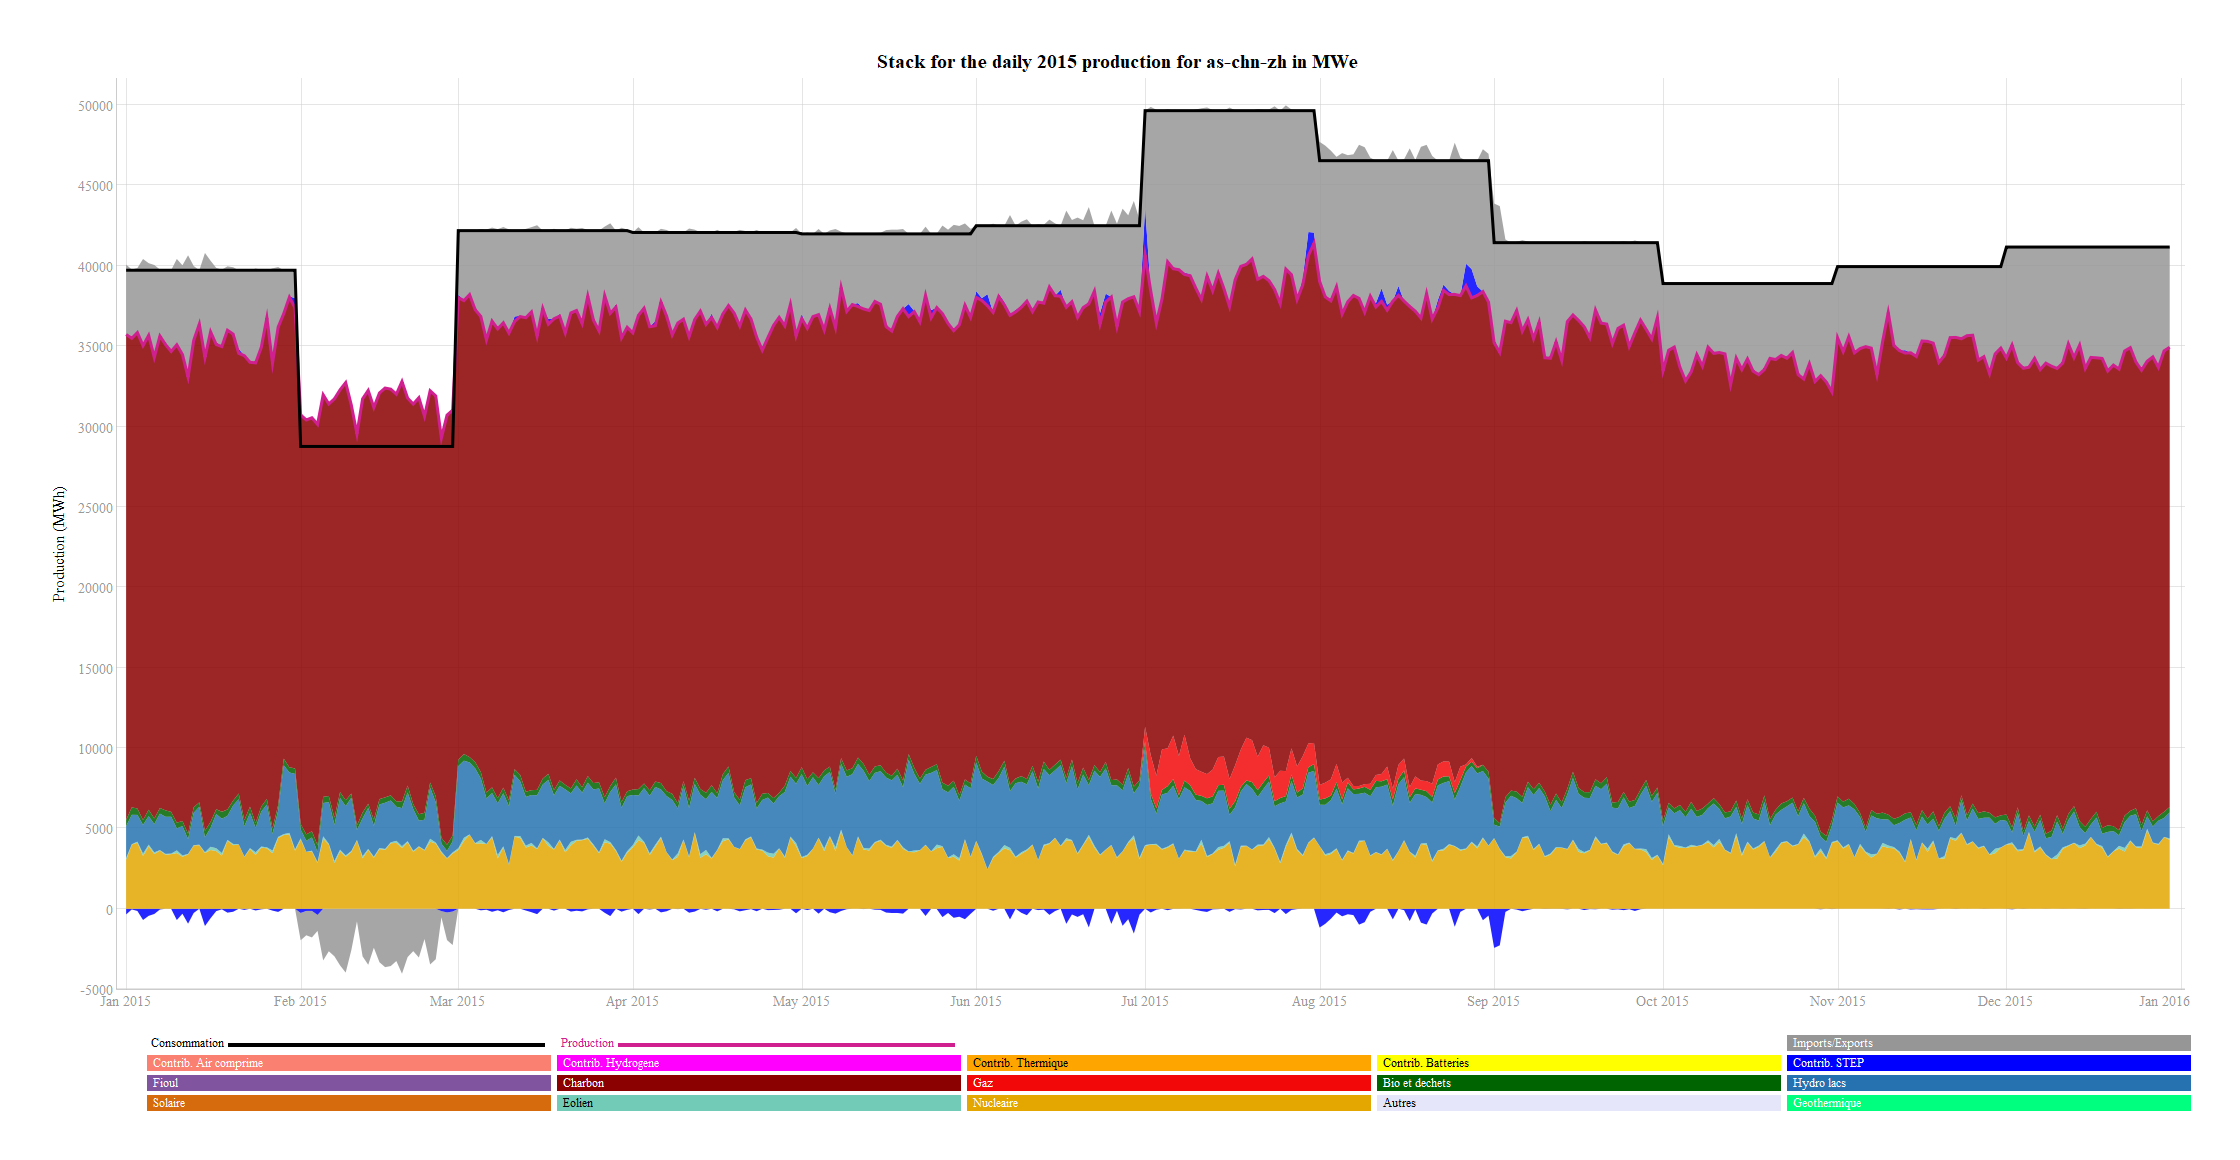 Stack for the daily 2015 production for as-chn-zh in MWe
50000
45000
40000
35000
30000
25000
20000
15000
10000
5000
0
-5000
Production (MWh)
Jan 2015 Feb 2015 Mar 2015 Apr 2015 May 2015 Jun 2015 Jul 2015 Aug 2015 Sep 2015 Oct 2015 Nov 2015 Dec 2015 Jan 2016
Consommation Production Imports/Exports
Contrib. Air comprime Contrib. Hydrogene Contrib. Thermique Contrib. Batteries Contrib. STEP
Fioul Charbon Gaz Bio et dechets Hydro lacs
Solaire Eolien Nucleaire Autres Geothermique